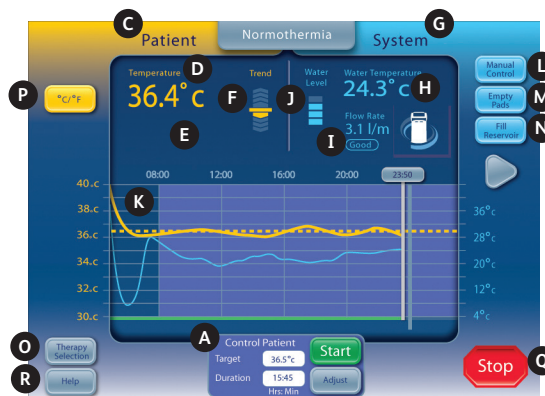 C
G
Normothermia
Patient
System
L
Manual
Control
Temperature
D
Trend
Water
Level
Water Temperature
36.4°c
F
J
24.3°c
H
P
°C/°F
Empty
Pads
M
E
Flow Rate
3.1 l/m
I
Good
Fill
Reservoir
N
08:00
12:00
16:00
20:00
23:50
40.c
K
38.c
36.c
34.c
32.c
30.c
36°c
28°c
20°c
12°c
4°c
A
Control Patient
O
Therapy
Selection
Target
36.5°c
Start
Duration
15:45
Adjust
Hrs: Min
R
Help
Stop
Q